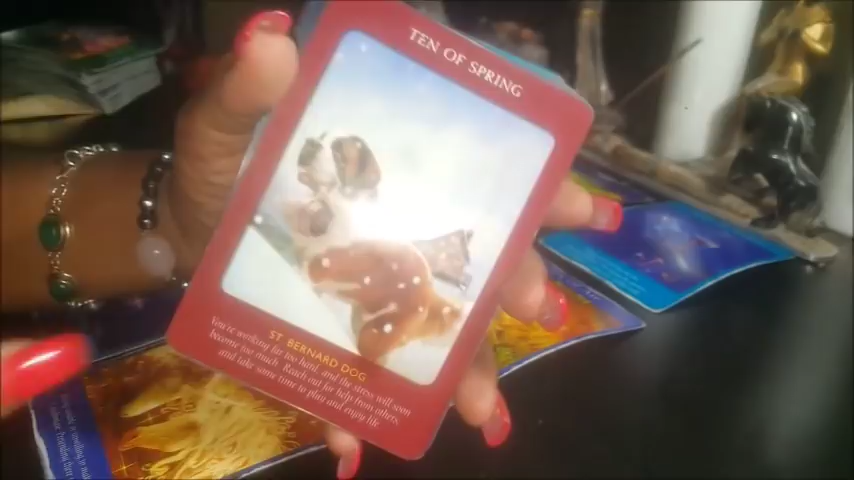 TEN OF SPRING
ST BERNARD DOG
You're working far too hard, and the stress will soon
become too much. Reach out for help from others,
and take some time to play and enjoy life.